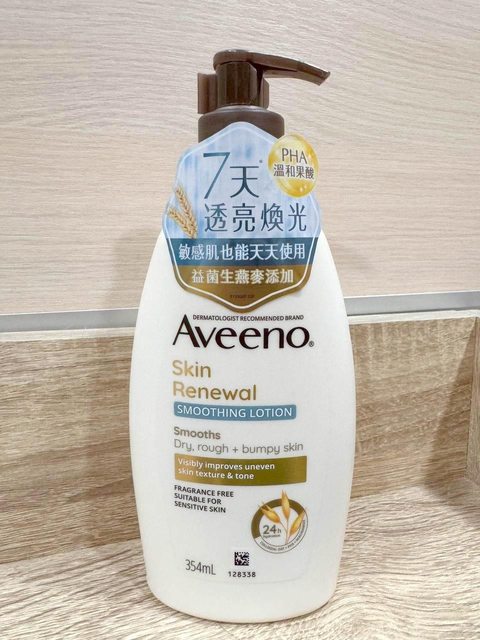 7天*
透亮煥光
PHA
溫和果酸
敏感肌也能天天使用
益菌生燕麥添加
DERMATOLOGIST RECOMMENDED BRAND
Aveeno®
Skin
Renewal
SMOOTHING LOTION
Smooths
Dry, rough + bumpy skin
Visibly improves uneven
skin texture & tone
FRAGRANCE FREE
SUITABLE FOR
SENSITIVE SKIN
24h
354mL
128338